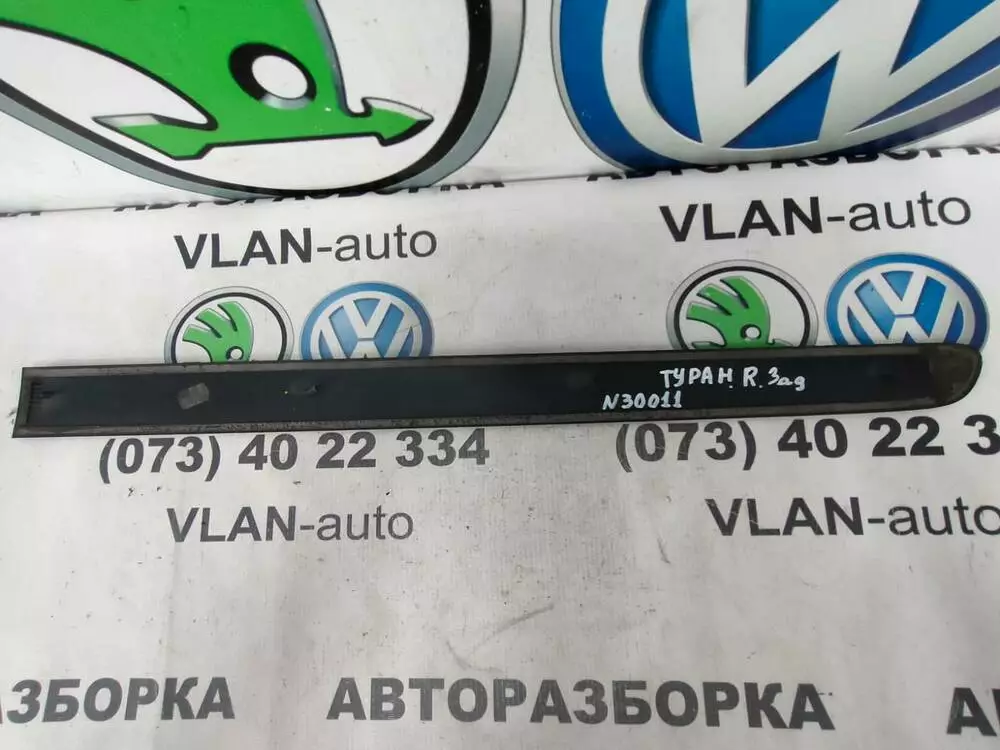 АВТОРАЗБОРКА
АВТОРАЗБОРКА
VLAN-auto
VLAN-auto
ТУРАН. R. Зад
N30011
(073) 40 22 334
(073) 40 22 3
VLAN-auto
VLAN-auto
АЗБОРКА
АВТОРАЗБОРКА
А